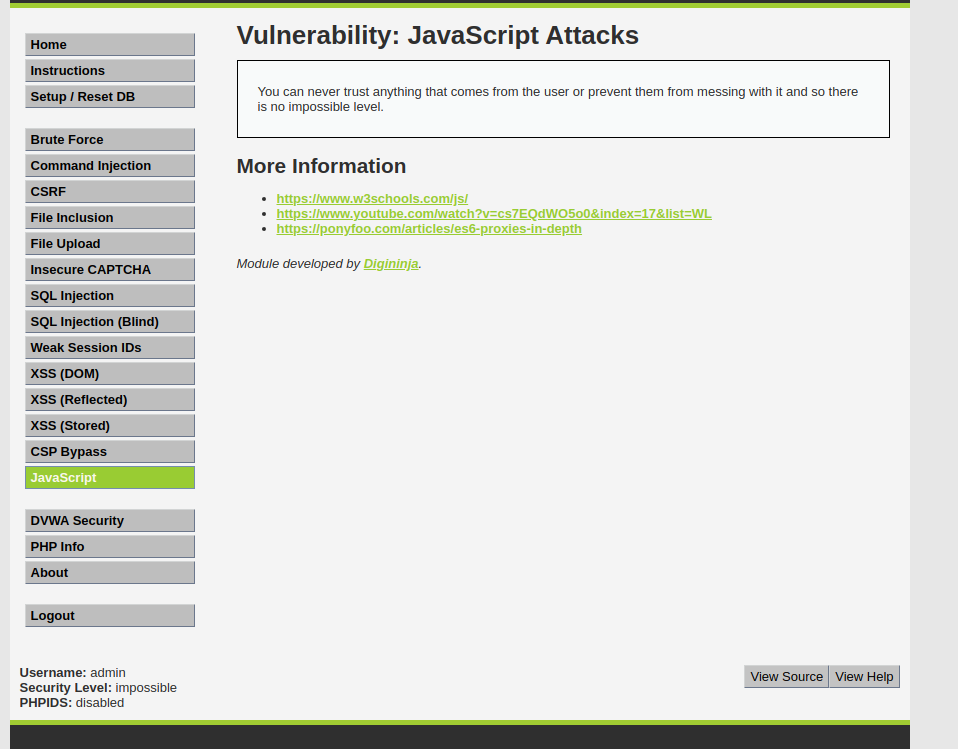 Home
Instructions
Setup / Reset DB
Brute Force
Command Injection
CSRF
File Inclusion
File Upload
Insecure CAPTCHA
SQL Injection
SQL Injection (Blind)
Weak Session IDs
XSS (DOM)
XSS (Reflected)
XSS (Stored)
CSP Bypass
JavaScript
DVWA Security
PHP Info
About
Logout
Vulnerability: JavaScript Attacks
You can never trust anything that comes from the user or prevent them from messing with it and so there
is no impossible level.
More Information
https://www.w3schools.com/js/
https://www.youtube.com/watch?v=cs7EQdWO5o0&index=17&list=WL
https://ponyfoo.com/articles/es6-proxies-in-depth
Module developed by Digininja.
Username: admin
Security Level: impossible
PHPIDS: disabled
View Source View Help